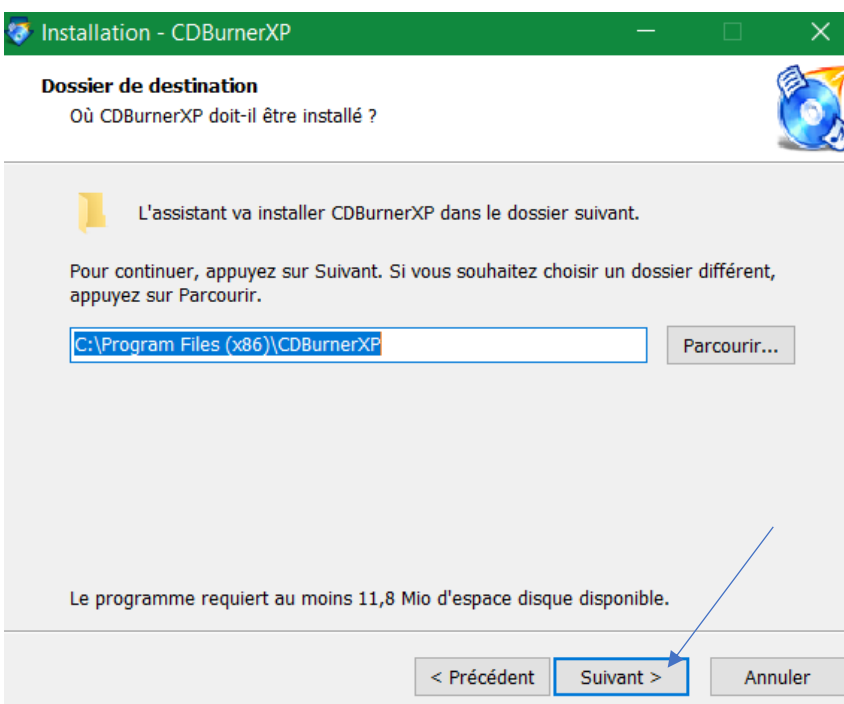 Installation - CDBurnerXP
Dossier de destination
Où CDBurnerXP doit-il être installé ?
L'assistant va installer CDBurnerXP dans le dossier suivant.
Pour continuer, appuyez sur Suivant. Si vous souhaitez choisir un dossier différent,
appuyez sur Parcourir.
C:\Program Files (x86)\CDBurnerXP
Parcourir...
Le programme requiert au moins 11,8 Mio d'espace disque disponible.
< Précédent
Suivant >
Annuler